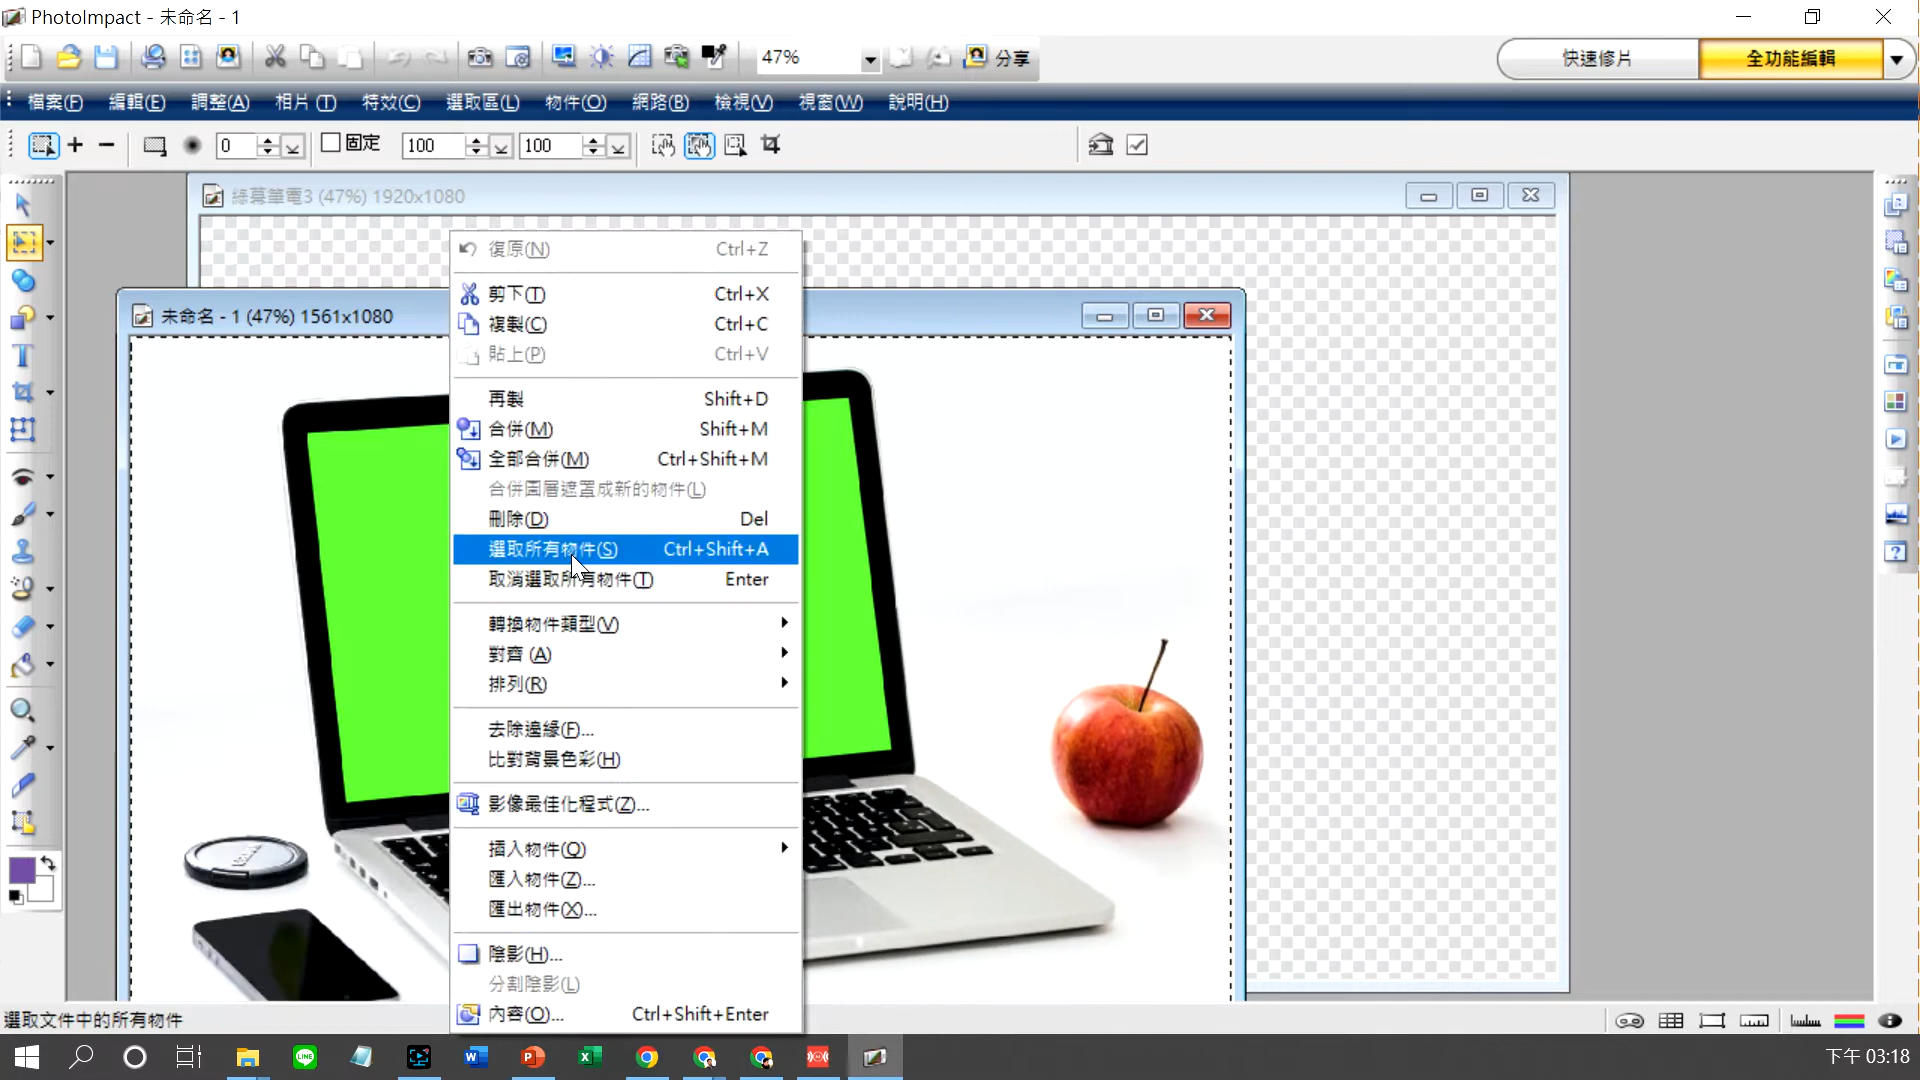 PhotoImpact - 未命名 - 1
47%
分享
快速修片
全功能編輯
檔案(F) 編輯(E) 調整(A) 相片 (T) 特效(C) 選取區(L) 物件(O) 網路(B) 檢視(V) 視窗(W) 說明(H)
0 固定 100 100
綠幕筆電3 (47%) 1920x1080
未命名 - 1 (47%) 1561x1080
復原(N) Ctrl+Z
剪下(T) Ctrl+X
複製(C) Ctrl+C
貼上(P) Ctrl+V
再製 Shift+D
合併(M) Shift+M
全部合併(M) Ctrl+Shift+M
合併圖層遮罩成新的物件(L)
刪除(D) Del
選取所有物件(S) Ctrl+Shift+A
取消選取所有物件(T) Enter
轉換物件類型(V)
對齊 (A)
排列(R)
去除邊緣(F)...
比對背景色彩(H)
影像最佳化程式(Z)...
插入物件(Q)
匯入物件(Z)...
匯出物件(X)...
陰影(H)...
分割陰影(L)
內容(O)... Ctrl+Shift+Enter
選取文件中的所有物件
下午 03:18